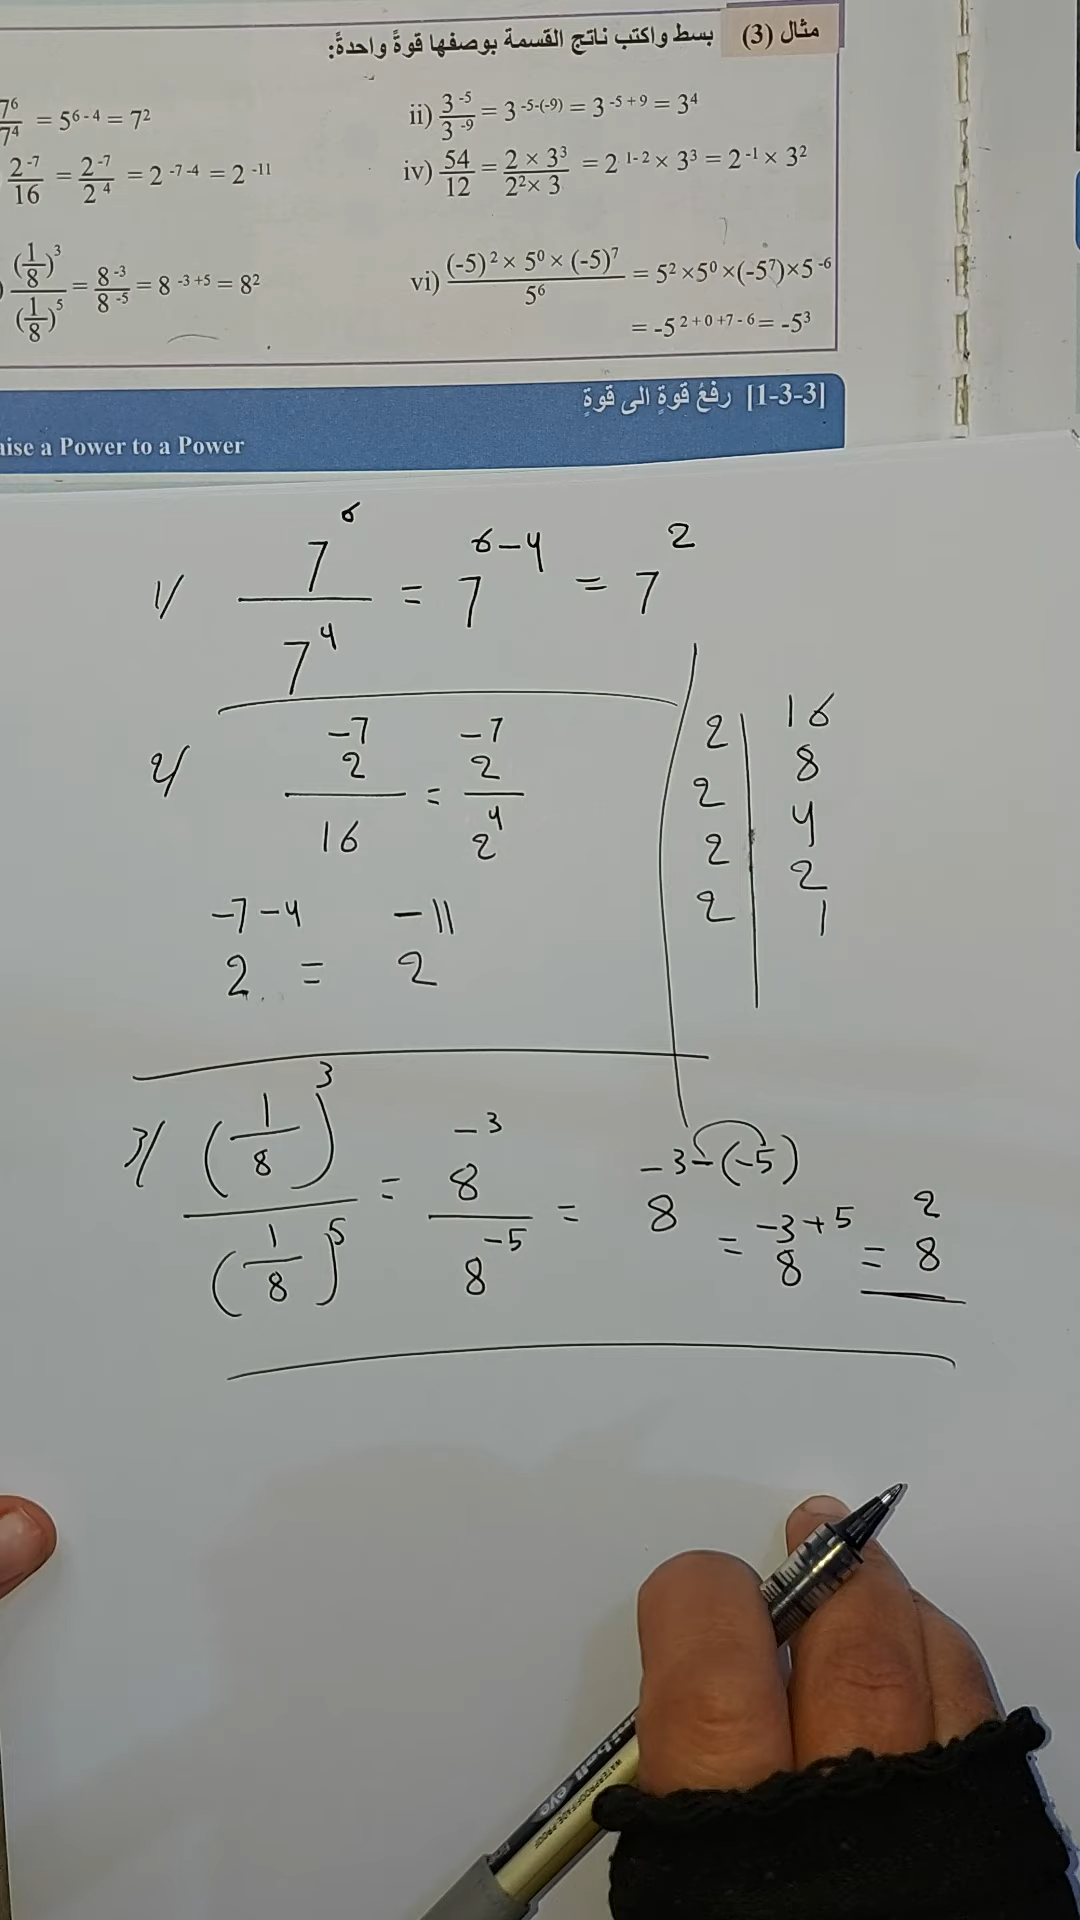 مثال (3) بسط واكتب ناتج القسمة بوصفها قوةً واحدةً:
7⁶/7⁴ = 5⁶⁻⁴ = 7²
ii) 3⁻⁵/3⁻⁹ = 3⁻⁵⁻⁽⁻⁹⁾ = 3⁻⁵⁺⁹ = 3⁴
2⁻⁷/16 = 2⁻⁷/2⁴ = 2⁻⁷⁻⁴ = 2⁻¹¹
iv) 54/12 = 2 × 3³/2² × 3 = 2¹⁻² × 3³ = 2⁻¹ × 3²
(1/8)³/(1/8)⁵ = 8⁻³/8⁻⁵ = 8⁻³⁺⁵ = 8²
vi) (-5)² × 5⁰ × (-5)⁷/5⁶ = 5² × 5⁰ × (-5⁷) × 5⁻⁶
= -5²⁺⁰⁺⁷⁻⁶ = -5³
[1-3-3] رفعُ قوةٍ الى قوةٍ
aise a Power to a Power
1/ 7⁶/7⁴ = 7⁶⁻⁴ = 7²
2/ 2⁻⁷/16 = 2⁻⁷/2⁴
2⁻⁷⁻⁴ = 2⁻¹¹
2 | 16
2 | 8
2 | 4
2 | 2
1
3/ (1/8)³/(1/8)⁵ = 8⁻³/8⁻⁵ = 8⁻³⁻⁽⁻⁵⁾ = 8⁻³⁺⁵ = 8²
uni-ball eye
WATERPROOF/FADE PROOF